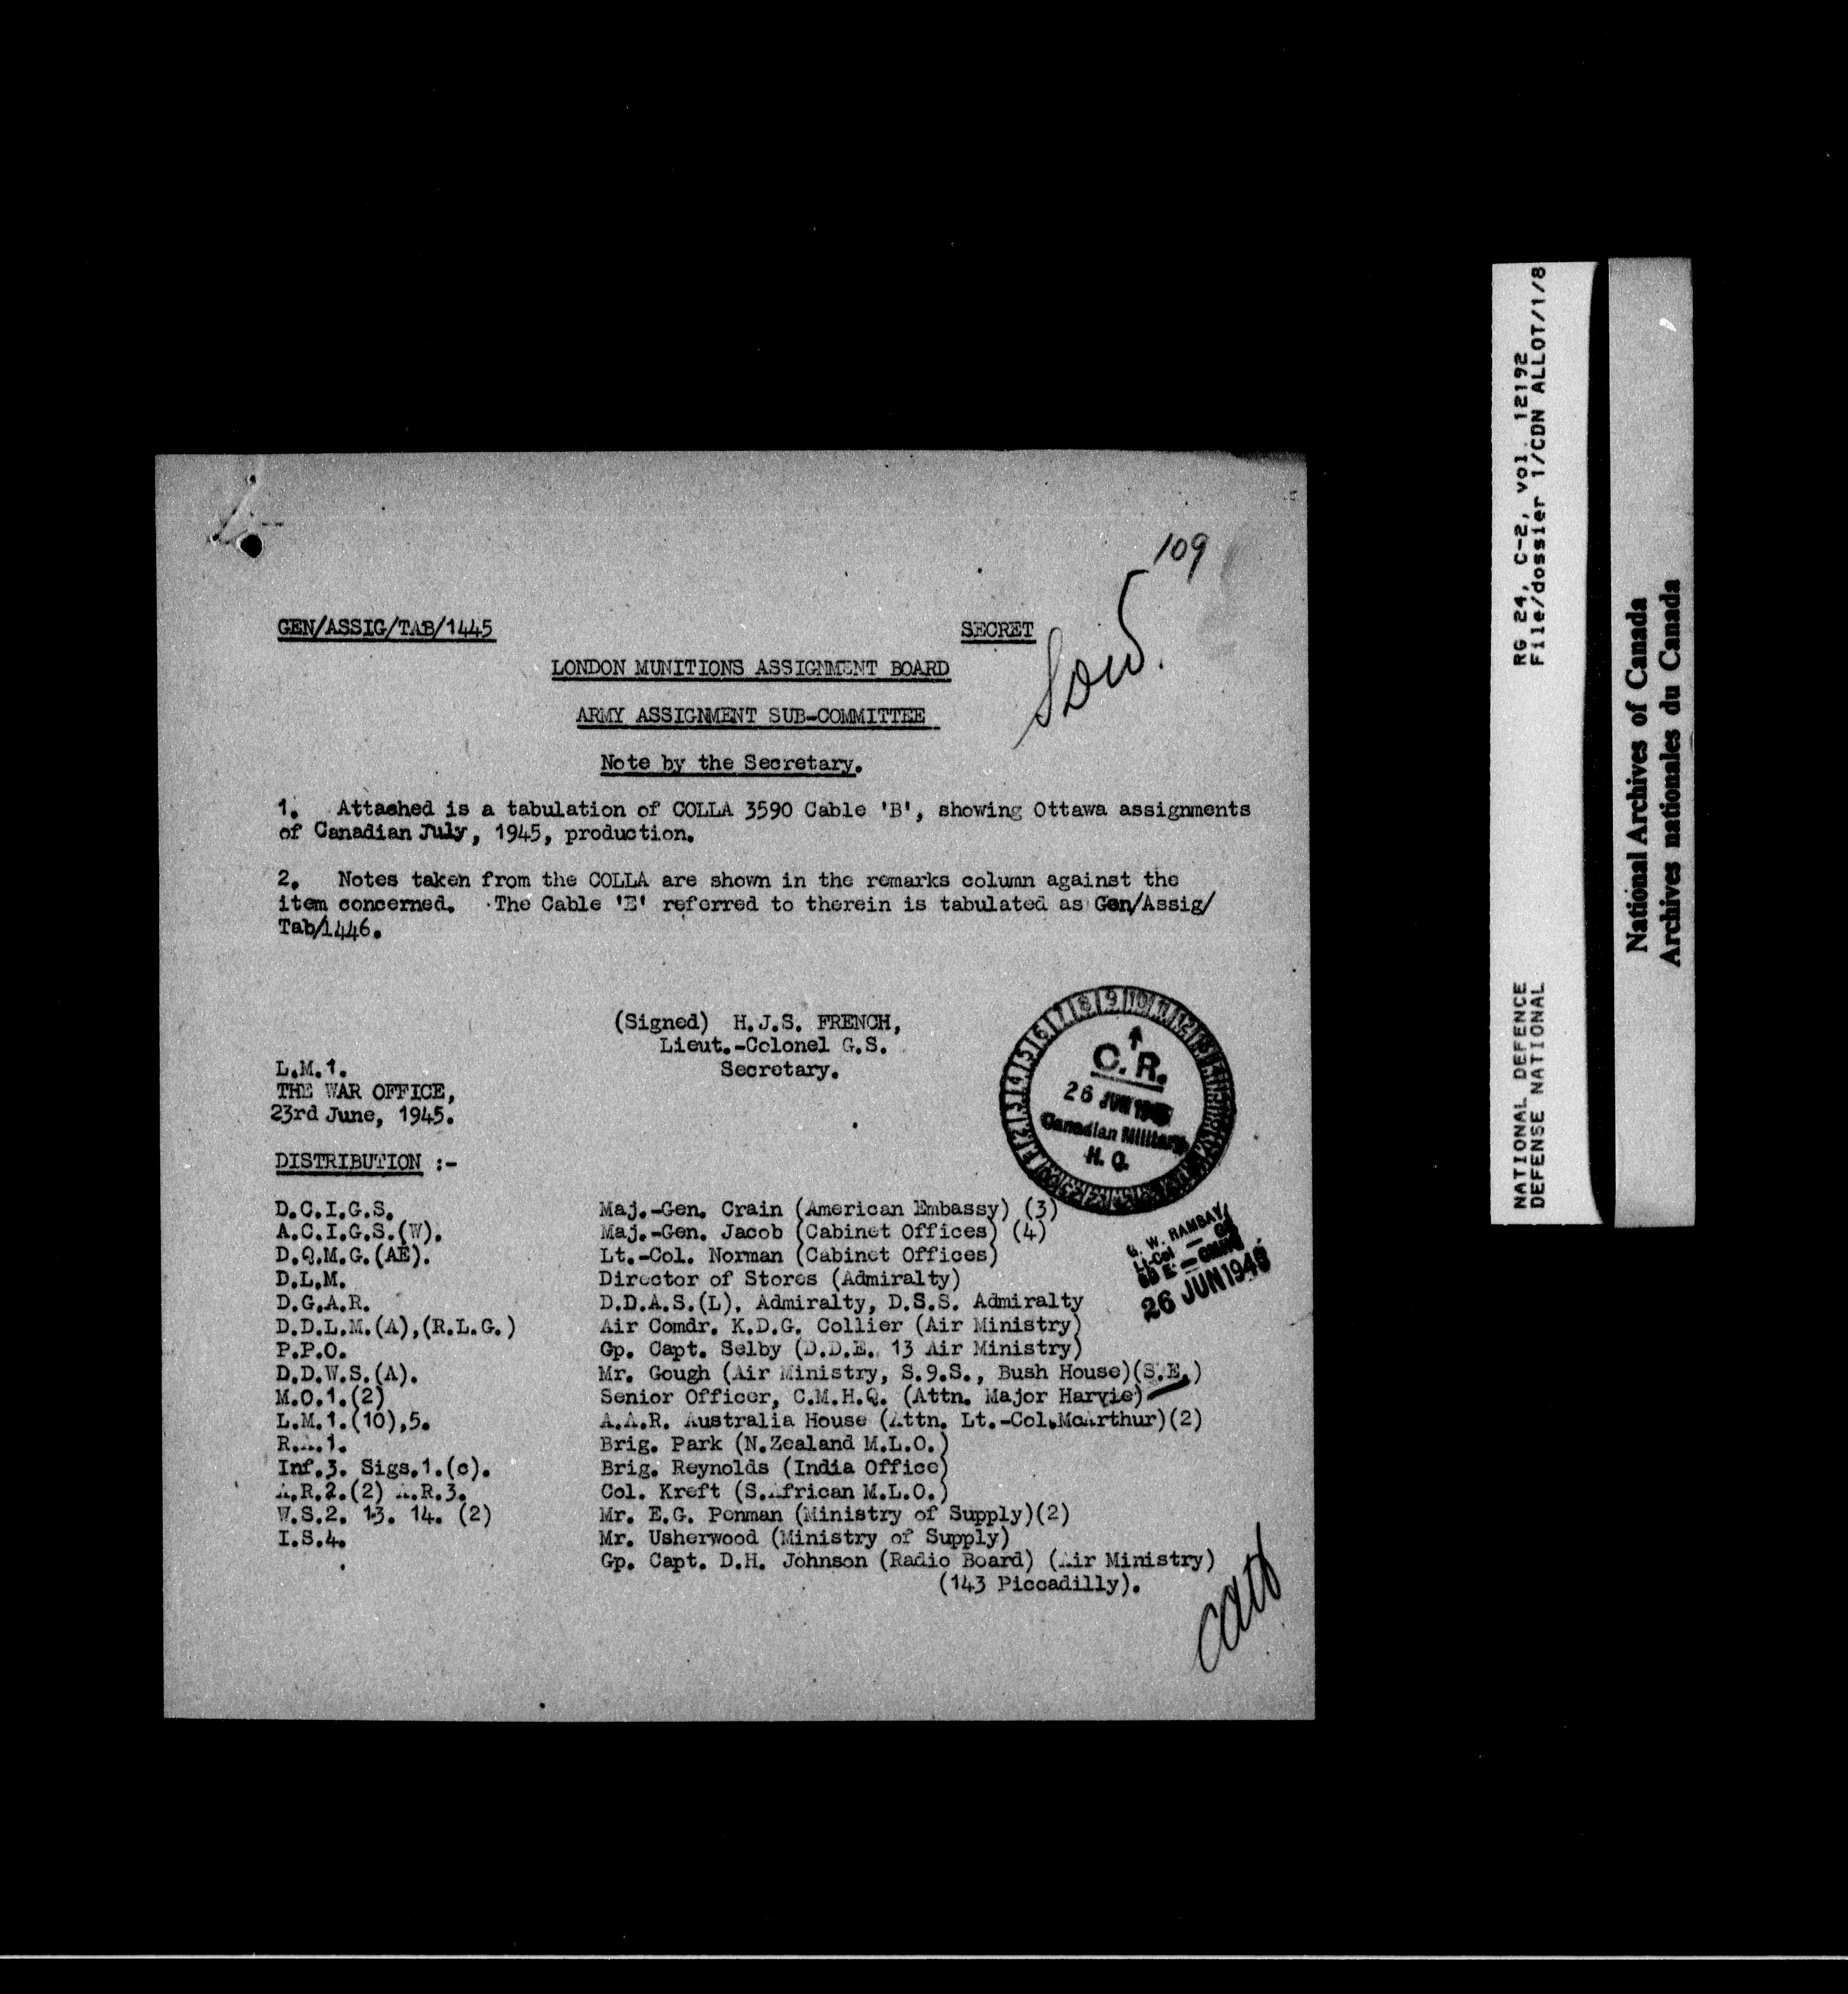 109
GEN/ASSIG/TAB/1445 SECRET
LONDON MUNITIONS ASSIGNMENT BOARD
ARMY ASSIGNMENT SUB-COMMITTEE
Note by the Secretary.
1. Attached is a tabulation of COLLA 3590 Cable 'B', showing Ottawa assignments
of Canadian July, 1945, production.
2. Notes taken from the COLLA are shown in the remarks column against the
item concerned. The Cable 'E' referred to therein is tabulated as Gen/Assig/
Tab/1446.
(Signed) H.J.S. FRENCH,
Lieut.-Colonel G.S.
Secretary.
L.M.1.
THE WAR OFFICE,
23rd June, 1945.
C.R.
26 JUN 1945
Canadian Military
H. Q.
DISTRIBUTION :-
D.C.I.G.S. Maj.-Gen. Crain (American Embassy) (3)
A.C.I.G.S.(W). Maj.-Gen. Jacob (Cabinet Offices) (4)
D.Q.M.G.(AE). Lt.-Col. Norman (Cabinet Offices)
D.L.M. Director of Stores (Admiralty)
D.G.A.R. D.D.A.S.(L), Admiralty, D.S.S. Admiralty
D.D.L.M.(A),(R.L.G.) Air Comdr. K.D.G. Collier (Air Ministry)
P.P.O. Gp. Capt. Selby (D.D.E. 13 Air Ministry)
D.D.W.S.(A). Mr. Gough (Air Ministry, S.9.S., Bush House)(S.E.)
M.O.1.(2) Senior Officer, C.M.H.Q. (Attn. Major Harvie)
L.M.1.(10),5. A.A.R. Australia House (Attn. Lt.-Col.McArthur)(2)
R.A.1. Brig. Park (N.Zealand M.L.O.)
Inf.3. Sigs.1.(c). Brig. Reynolds (India Office)
A.R.2.(2) A.R.3. Col. Kreft (S.African M.L.O.)
W.S.2. 13. 14. (2) Mr. E.G. Penman (Ministry of Supply)(2)
I.S.4. Mr. Usherwood (Ministry of Supply)
Gp. Capt. D.H. Johnson (Radio Board) (Air Ministry)
(143 Piccadilly).
G. W. RAMSAY
Lt-Col
26 JUN 1945
RG 24, C-2, vol. 12192
File/dossier 1/CDN ALLOT/1/8
NATIONAL DEFENCE
DEFENSE NATIONAL
National Archives of Canada
Archives nationales du Canada